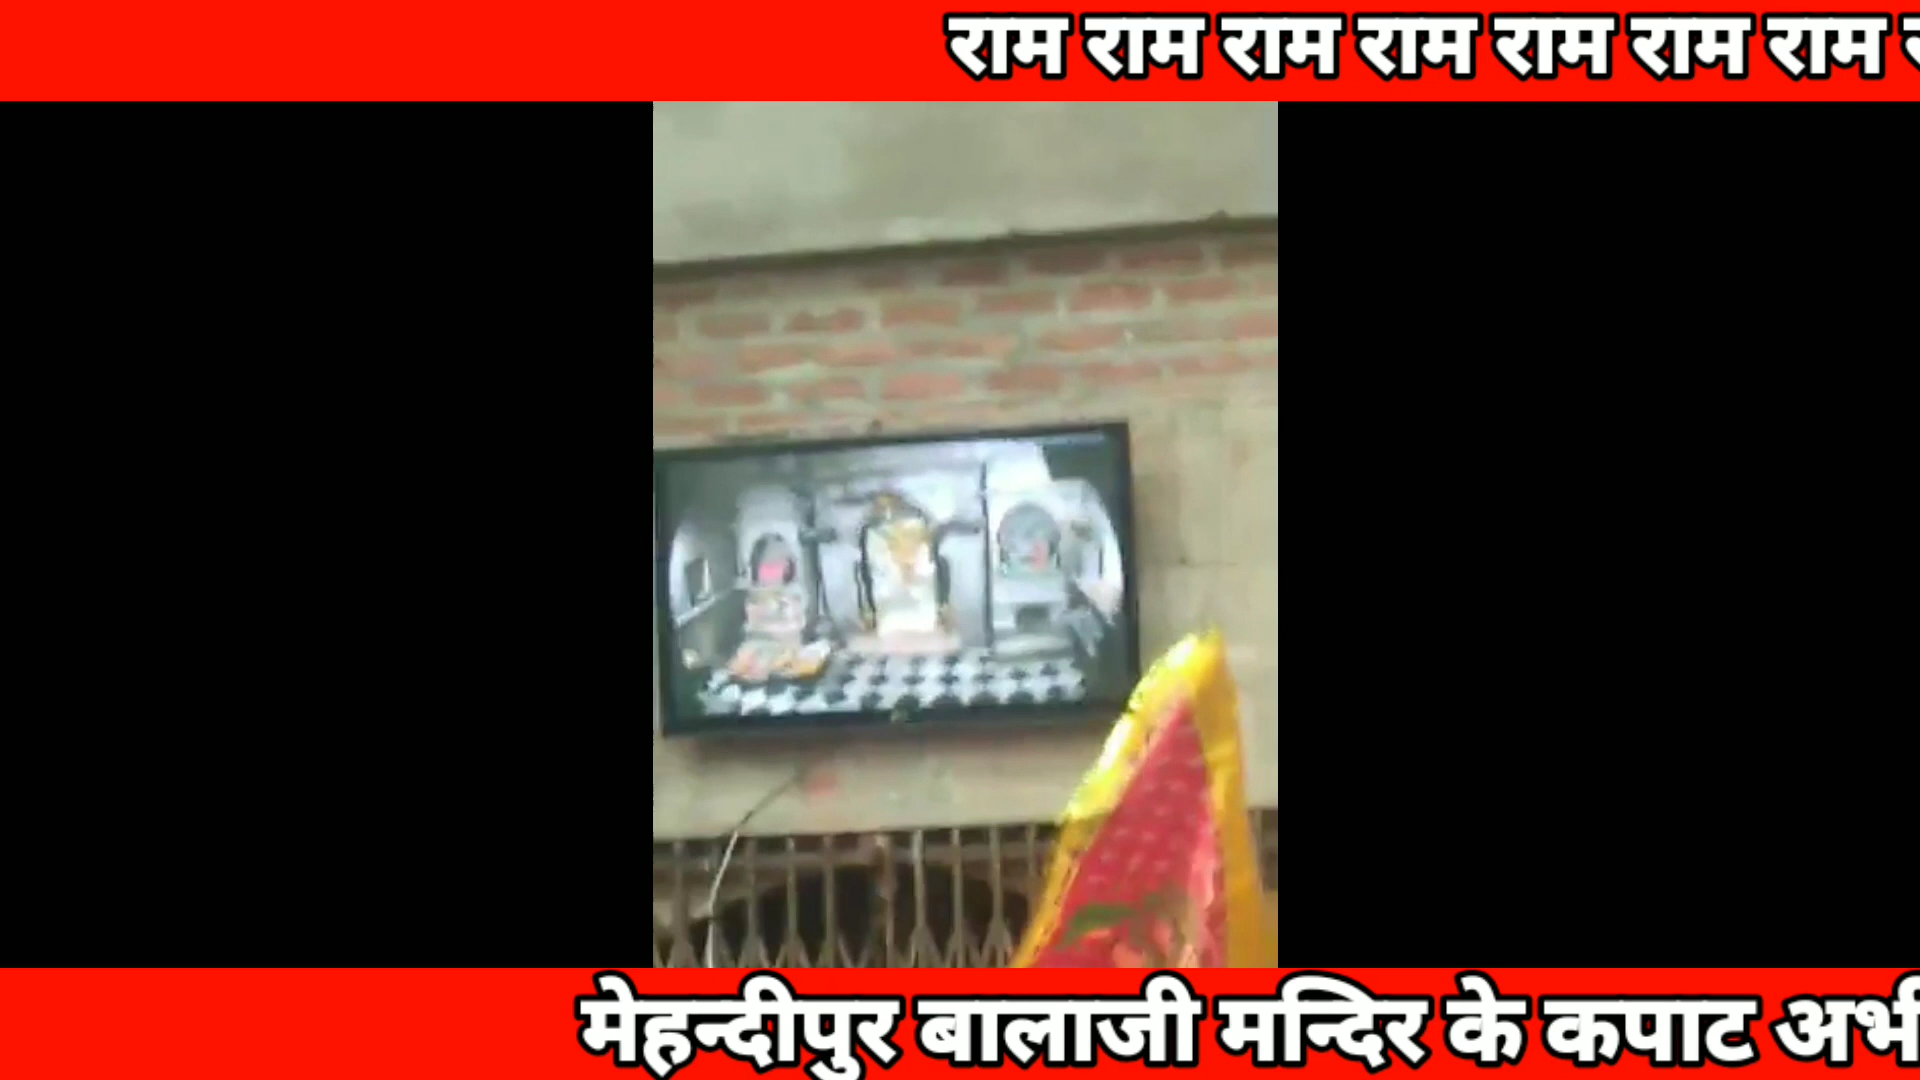 राम राम राम राम राम राम राम
मेहन्दीपुर बालाजी मन्दिर के कपाट